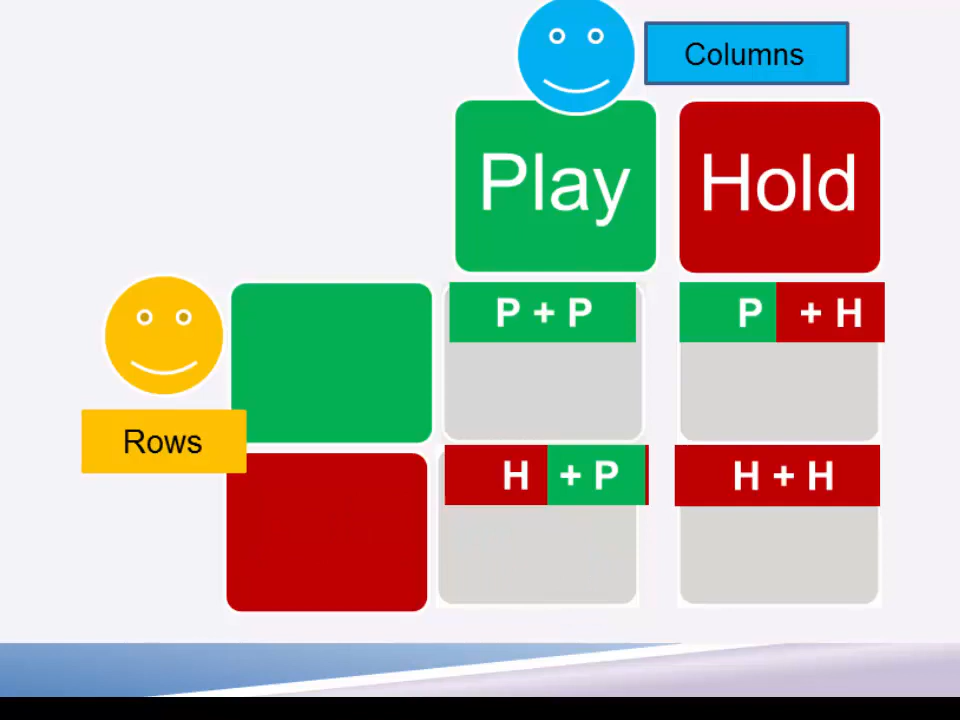 Columns
Play
Hold
P + P
P + H
Rows
H + P
H + H